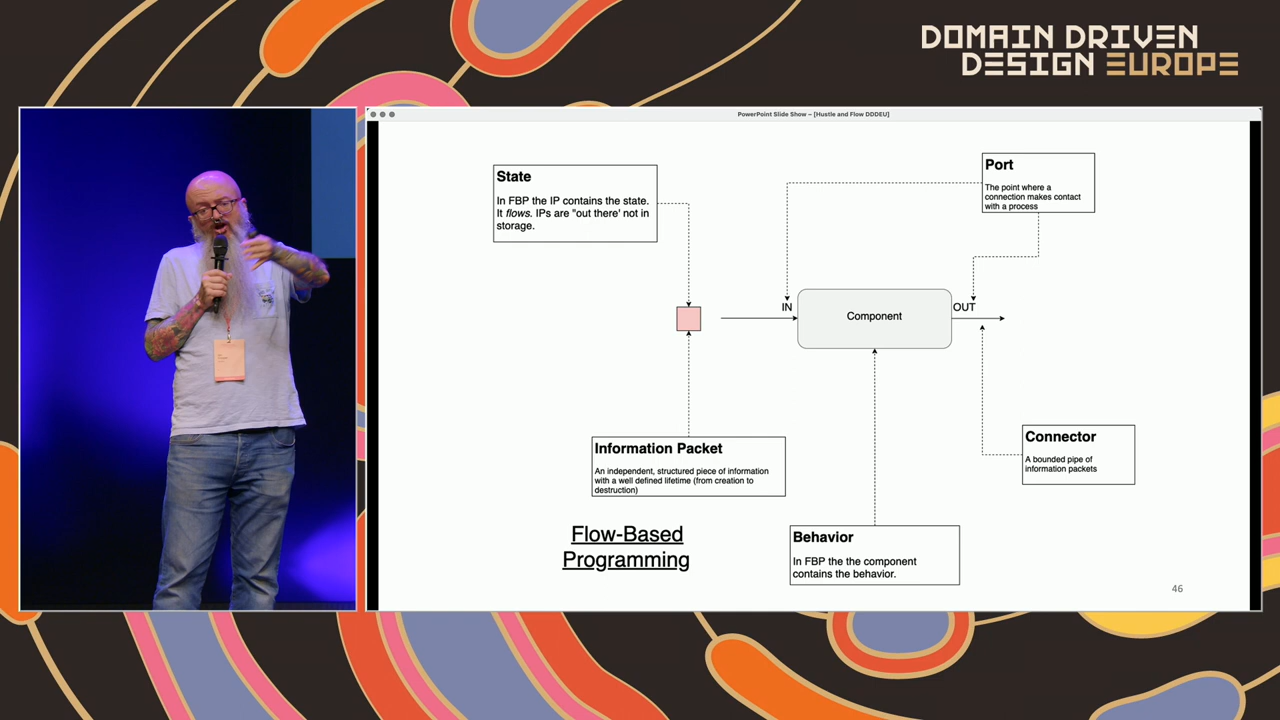 DOMAIN DRIVEN
DESIGN EUROPE
PowerPoint Slide Show – [Hustle and Flow DDDEU]
State
In FBP the IP contains the state.
It flows. IPs are "out there' not in
storage.
Port
The point where a
connection makes contact
with a process
IN
Component
OUT
Information Packet
An independent, structured piece of information
with a well defined lifetime (from creation to
destruction)
Connector
A bounded pipe of
information packets
Flow-Based
Programming
Behavior
In FBP the the component
contains the behavior.
46